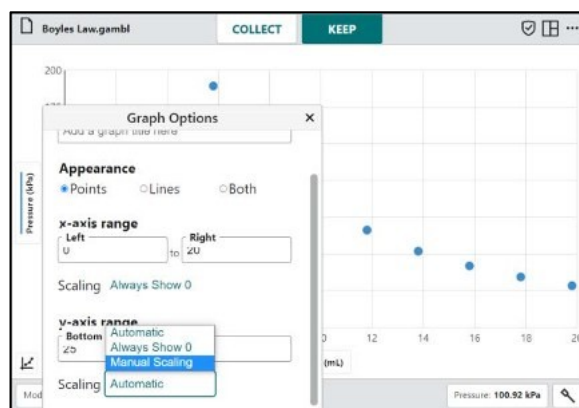 Boyles Law.gambl
COLLECT
KEEP
200
Graph Options
Add a graph title here
Appearance
Points
Lines
Both
x-axis range
Left
0
to
Right
20
Scaling Always Show 0
y-axis range
Bottom
25
Automatic
Always Show 0
Manual Scaling
Scaling Automatic
Pressure (kPa)
12
14
16
18
(mL)
Pressure: 100.92 kPa